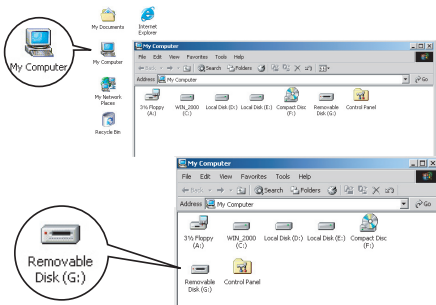 My Documents
Internet
Explorer
My Computer
My Computer
My Network
Places
Recycle Bin
My Computer
File Edit View Favorites Tools Help
Back Search Folders
Address My Computer Go
3½ Floppy (A:)
WIN_2000 (C:)
Local Disk (D:)
Local Disk (E:)
Compact Disc (F:)
Removable Disk (G:)
Control Panel
My Computer
File Edit View Favorites Tools Help
Back Search Folders
Address My Computer Go
3½ Floppy (A:)
WIN_2000 (C:)
Local Disk (D:)
Local Disk (E:)
Compact Disc (F:)
Removable Disk (G:)
Control Panel
Removable
Disk (G:)